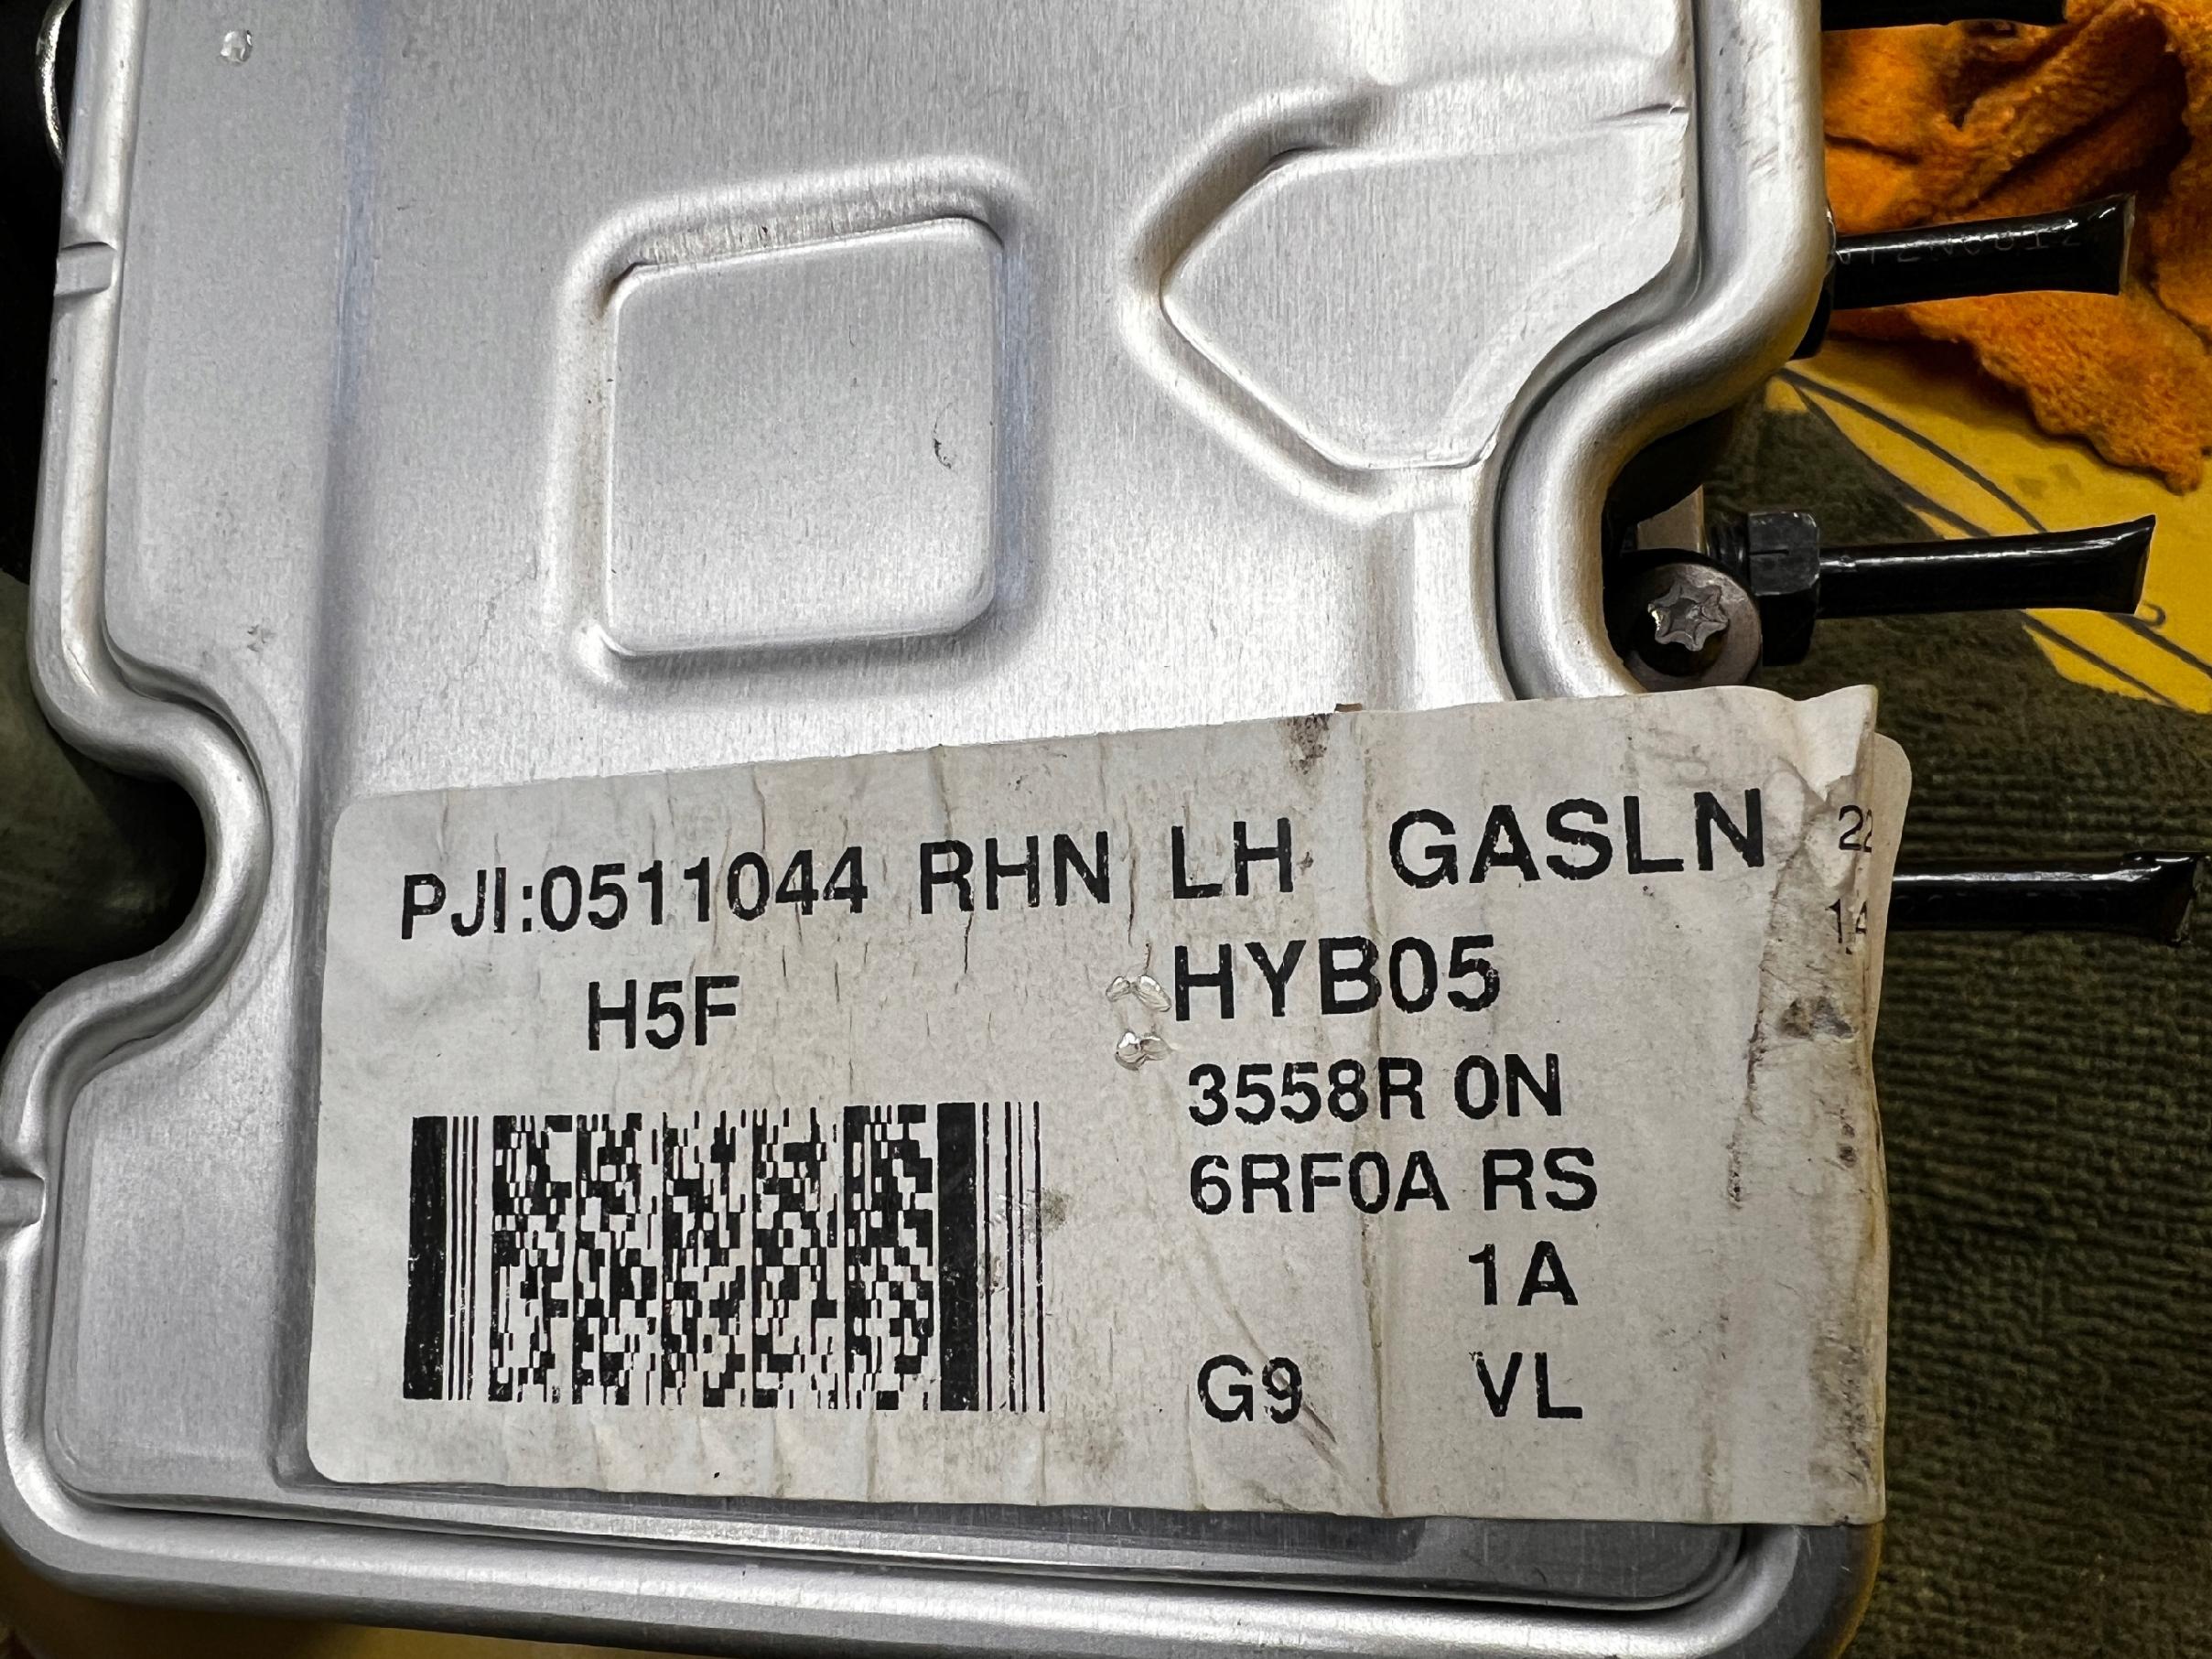 PJI:0511044 RHN LH GASLN
H5F
HYB05
3558R 0N
6RF0A RS
1A
G9 VL